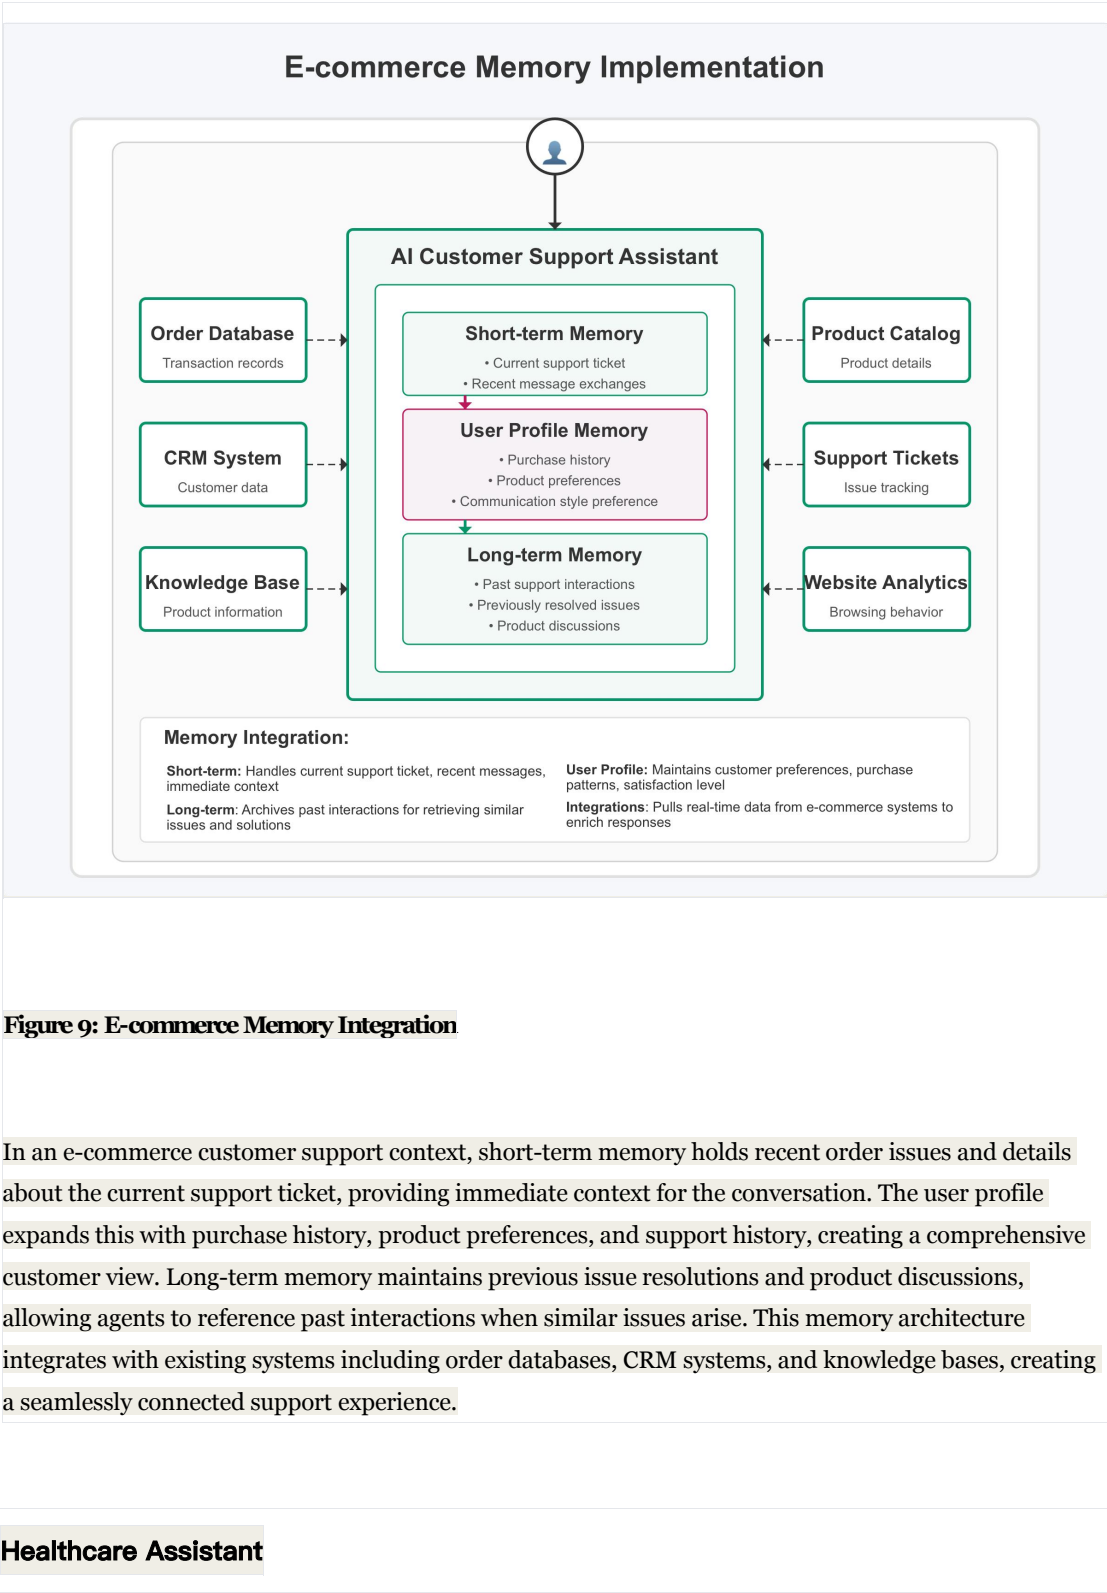 E-commerce Memory Implementation
AI Customer Support Assistant
Order Database
Transaction records
CRM System
Customer data
Knowledge Base
Product information
Short-term Memory
• Current support ticket
• Recent message exchanges
User Profile Memory
• Purchase history
• Product preferences
• Communication style preference
Long-term Memory
• Past support interactions
• Previously resolved issues
• Product discussions
Product Catalog
Product details
Support Tickets
Issue tracking
Website Analytics
Browsing behavior
Memory Integration:
Short-term: Handles current support ticket, recent messages,
immediate context
Long-term: Archives past interactions for retrieving similar
issues and solutions
User Profile: Maintains customer preferences, purchase
patterns, satisfaction level
Integrations: Pulls real-time data from e-commerce systems to
enrich responses
Figure 9: E-commerce Memory Integration
In an e-commerce customer support context, short-term memory holds recent order issues and details
about the current support ticket, providing immediate context for the conversation. The user profile
expands this with purchase history, product preferences, and support history, creating a comprehensive
customer view. Long-term memory maintains previous issue resolutions and product discussions,
allowing agents to reference past interactions when similar issues arise. This memory architecture
integrates with existing systems including order databases, CRM systems, and knowledge bases, creating
a seamlessly connected support experience.
Healthcare Assistant